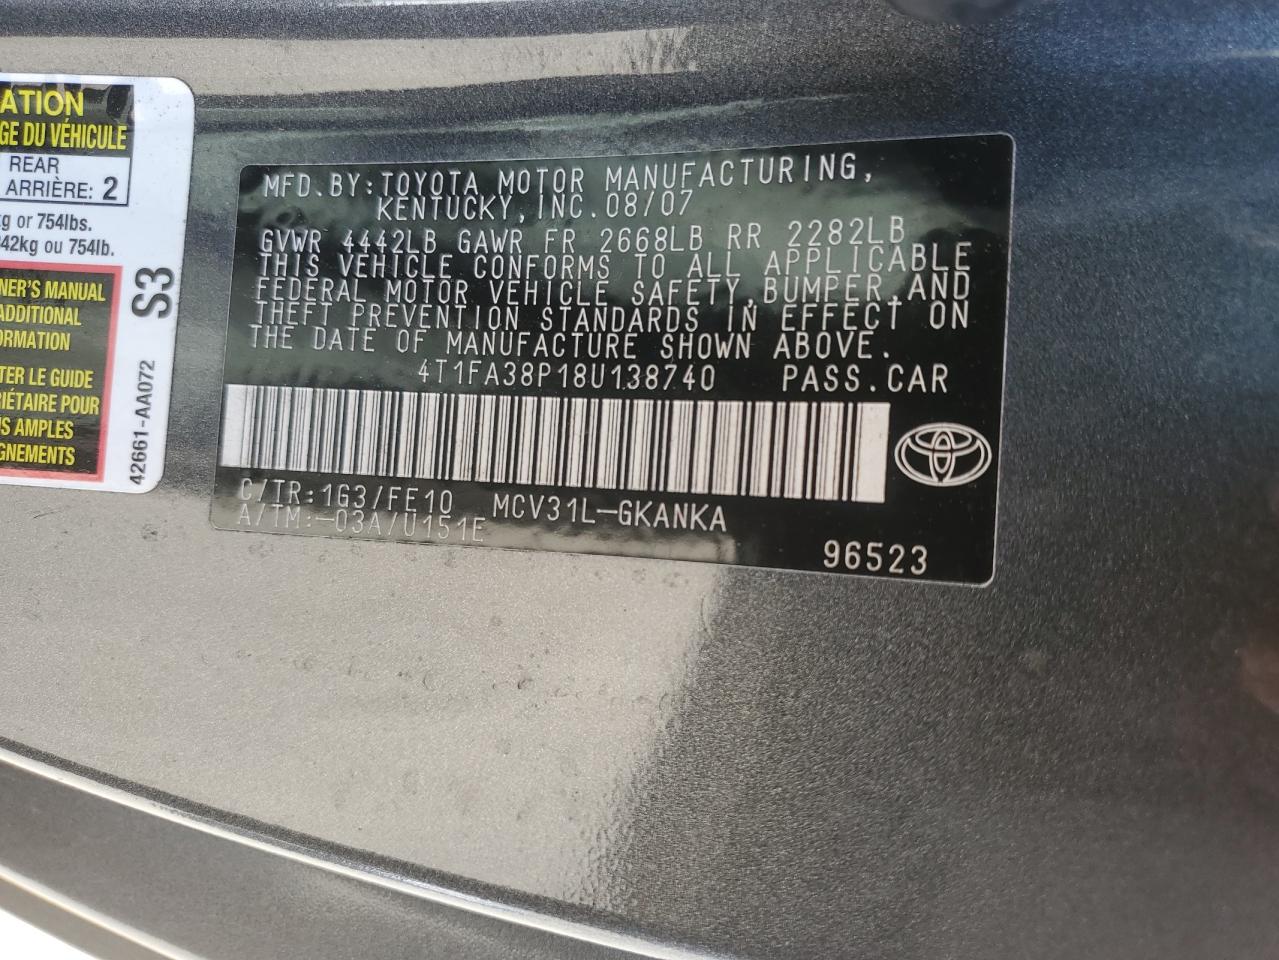 ATION
GE DU VÉHICULE
REAR
ARRIÈRE: 2
kg or 754lbs.
342kg ou 754lb.
NER'S MANUAL
ADDITIONAL
ORMATION
TER LE GUIDE
RIÉTAIRE POUR
S AMPLES
GNEMENTS
S3
42661-AA072
MFD.BY:TOYOTA MOTOR MANUFACTURING,
KENTUCKY,INC.08/07
GVWR 4442LB GAWR FR 2668LB RR 2282LB
THIS VEHICLE CONFORMS TO ALL APPLICABLE
FEDERAL MOTOR VEHICLE SAFETY,BUMPER,AND
THEFT PREVENTION STANDARDS IN EFFECT ON
THE DATE OF MANUFACTURE SHOWN ABOVE.
4T1FA38P18U138740 PASS.CAR
C/TR:1G3/FE10 MCV31L-GKANKA
A/TM:-03A/U151E
96523